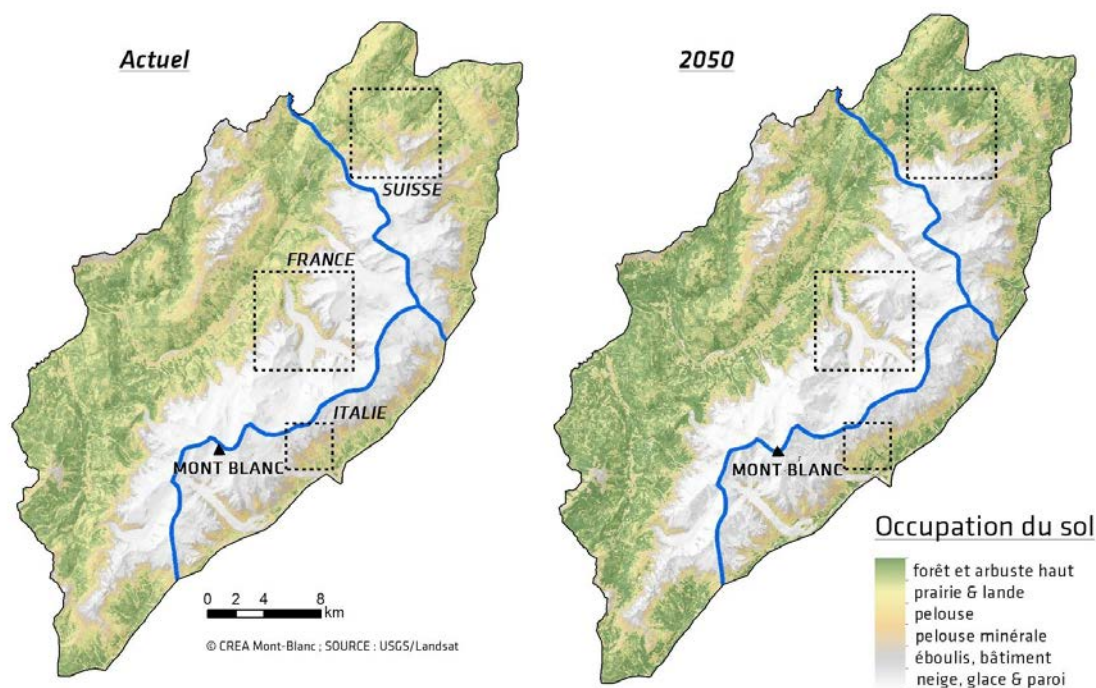 Actuel
2050
SUISSE
FRANCE
ITALIE
MONT BLANC
MONT BLANC
0 2 4 8
km
© CREA Mont-Blanc ; SOURCE : USGS/Landsat
Occupation du sol
forêt et arbuste haut
prairie & lande
pelouse
pelouse minérale
éboulis, bâtiment
neige, glace & paroi